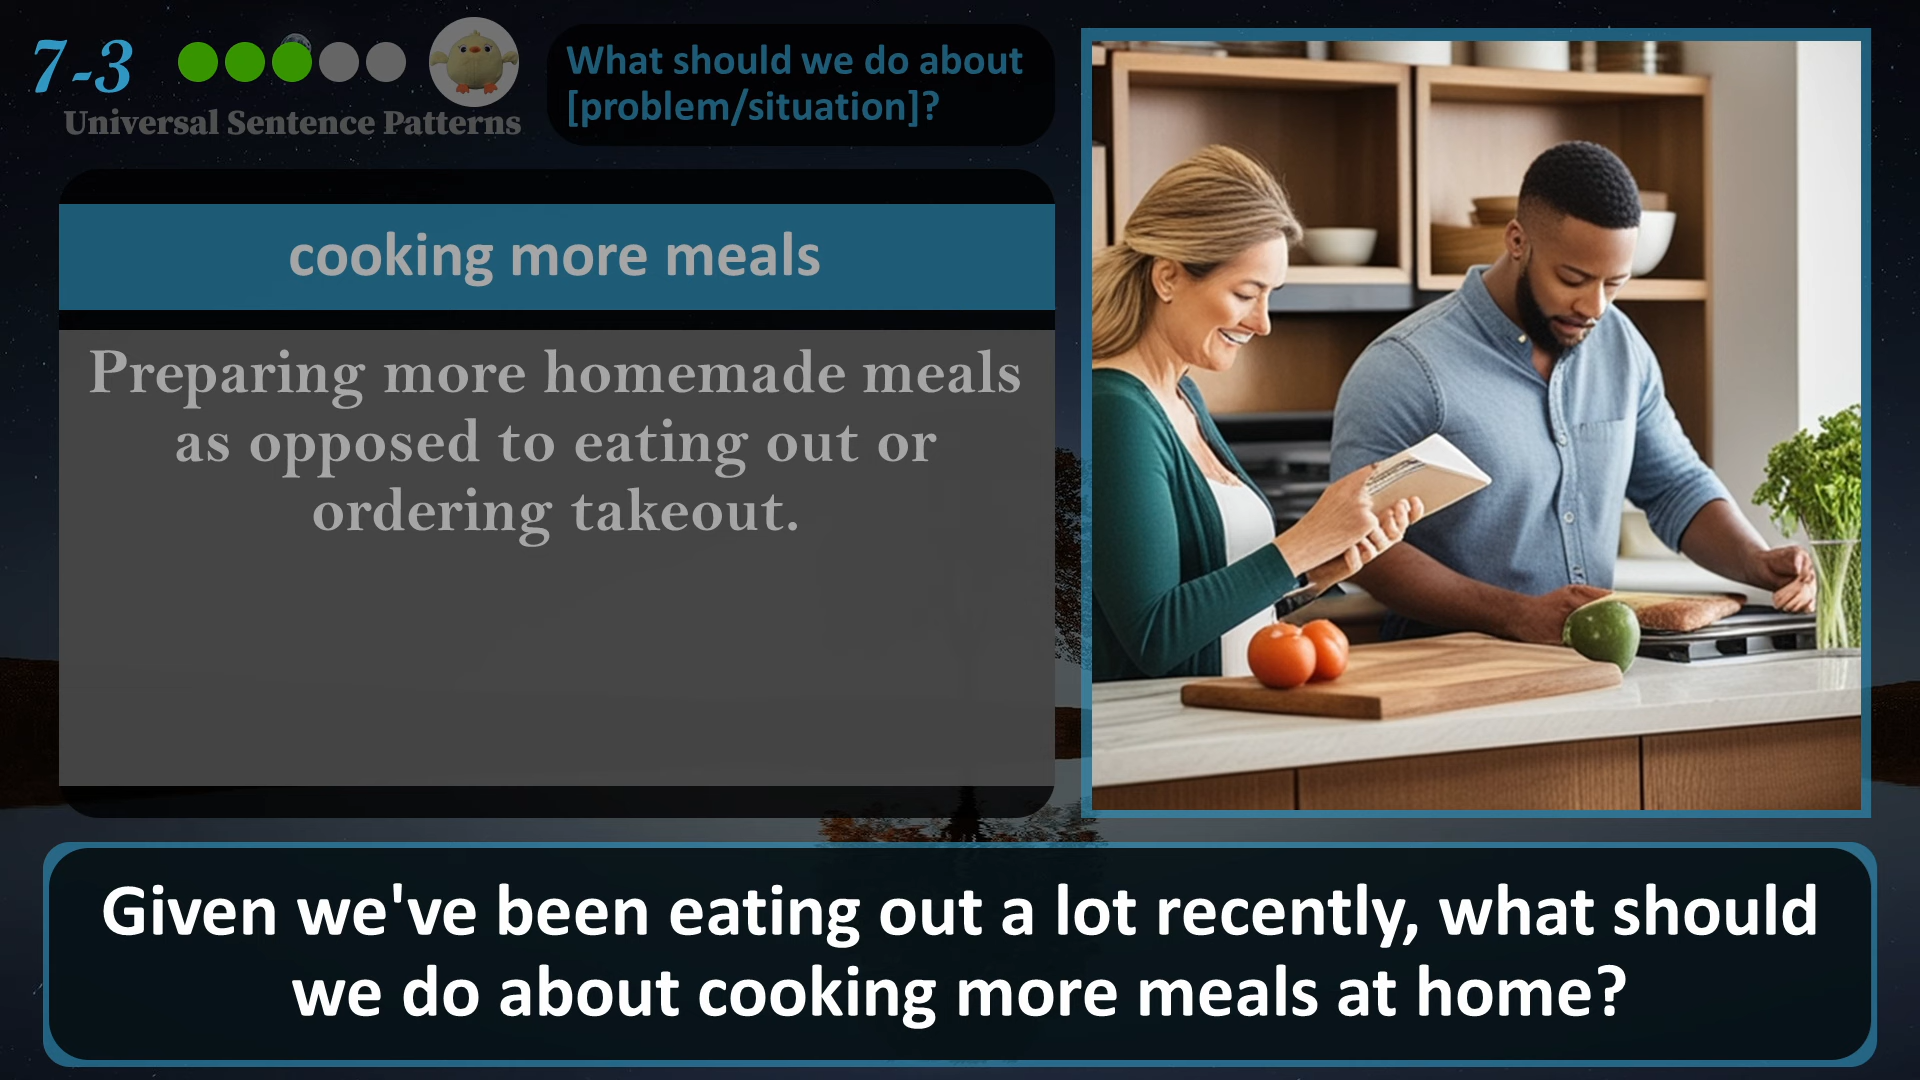 7-3
Universal Sentence Patterns
What should we do about
[problem/situation]?
cooking more meals
Preparing more homemade meals
as opposed to eating out or
ordering takeout.
Given we've been eating out a lot recently, what should
we do about cooking more meals at home?